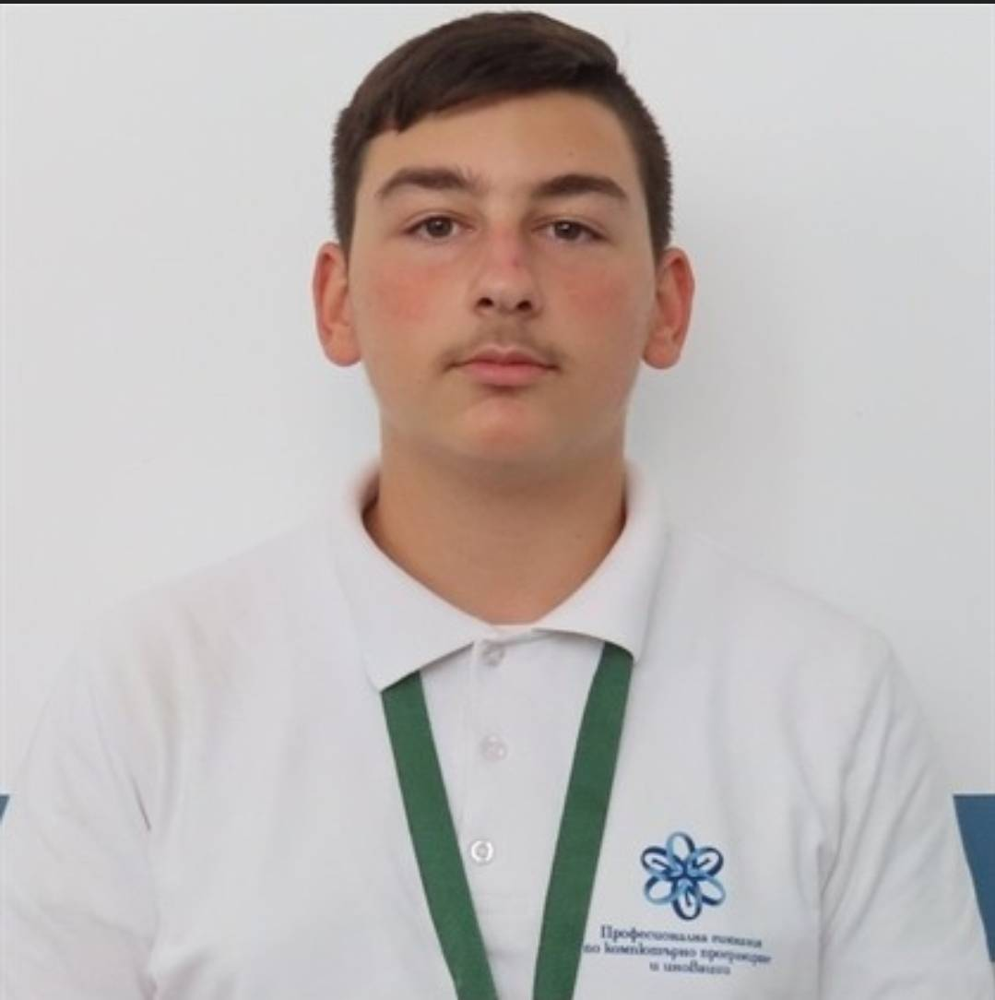 Професионална гимназия
по компютърно програмиране
и иновации